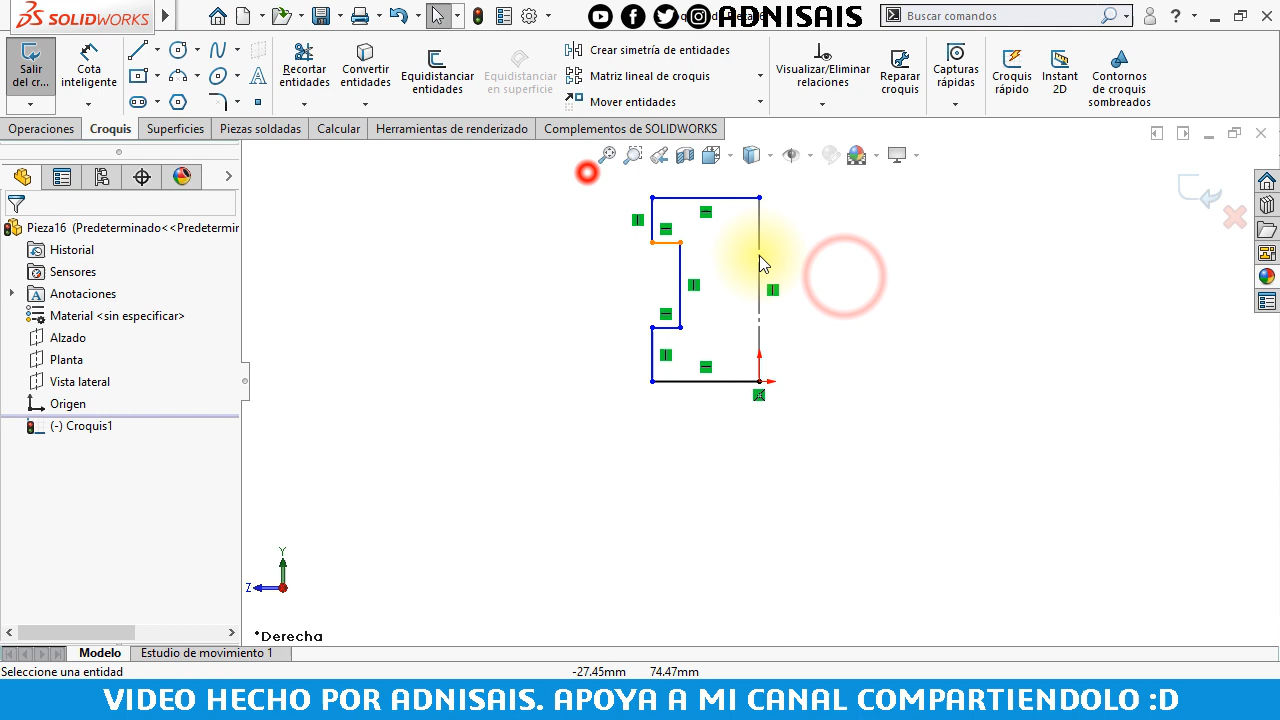 SOLIDWORKS
ADNISAIS
Buscar comandos
Salir del cr...
Cota inteligente
Recortar entidades
Convertir entidades
Equidistanciar entidades
Equidistanciar en superficie
Crear simetría de entidades
Matriz lineal de croquis
Mover entidades
Visualizar/Eliminar relaciones
Reparar croquis
Capturas rápidas
Croquis rápido
Instant 2D
Contornos de croquis sombreados
Operaciones
Croquis
Superficies
Piezas soldadas
Calcular
Herramientas de renderizado
Complementos de SOLIDWORKS
Pieza16 (Predeterminado<<Predetermir
Historial
Sensores
Anotaciones
Material <sin especificar>
Alzado
Planta
Vista lateral
Origen
(-) Croquis1
Y
Z
*Derecha
Modelo
Estudio de movimiento 1
Seleccione una entidad
-27.45mm
74.47mm
VIDEO HECHO POR ADNISAIS. APOYA A MI CANAL COMPARTIENDOLO :D